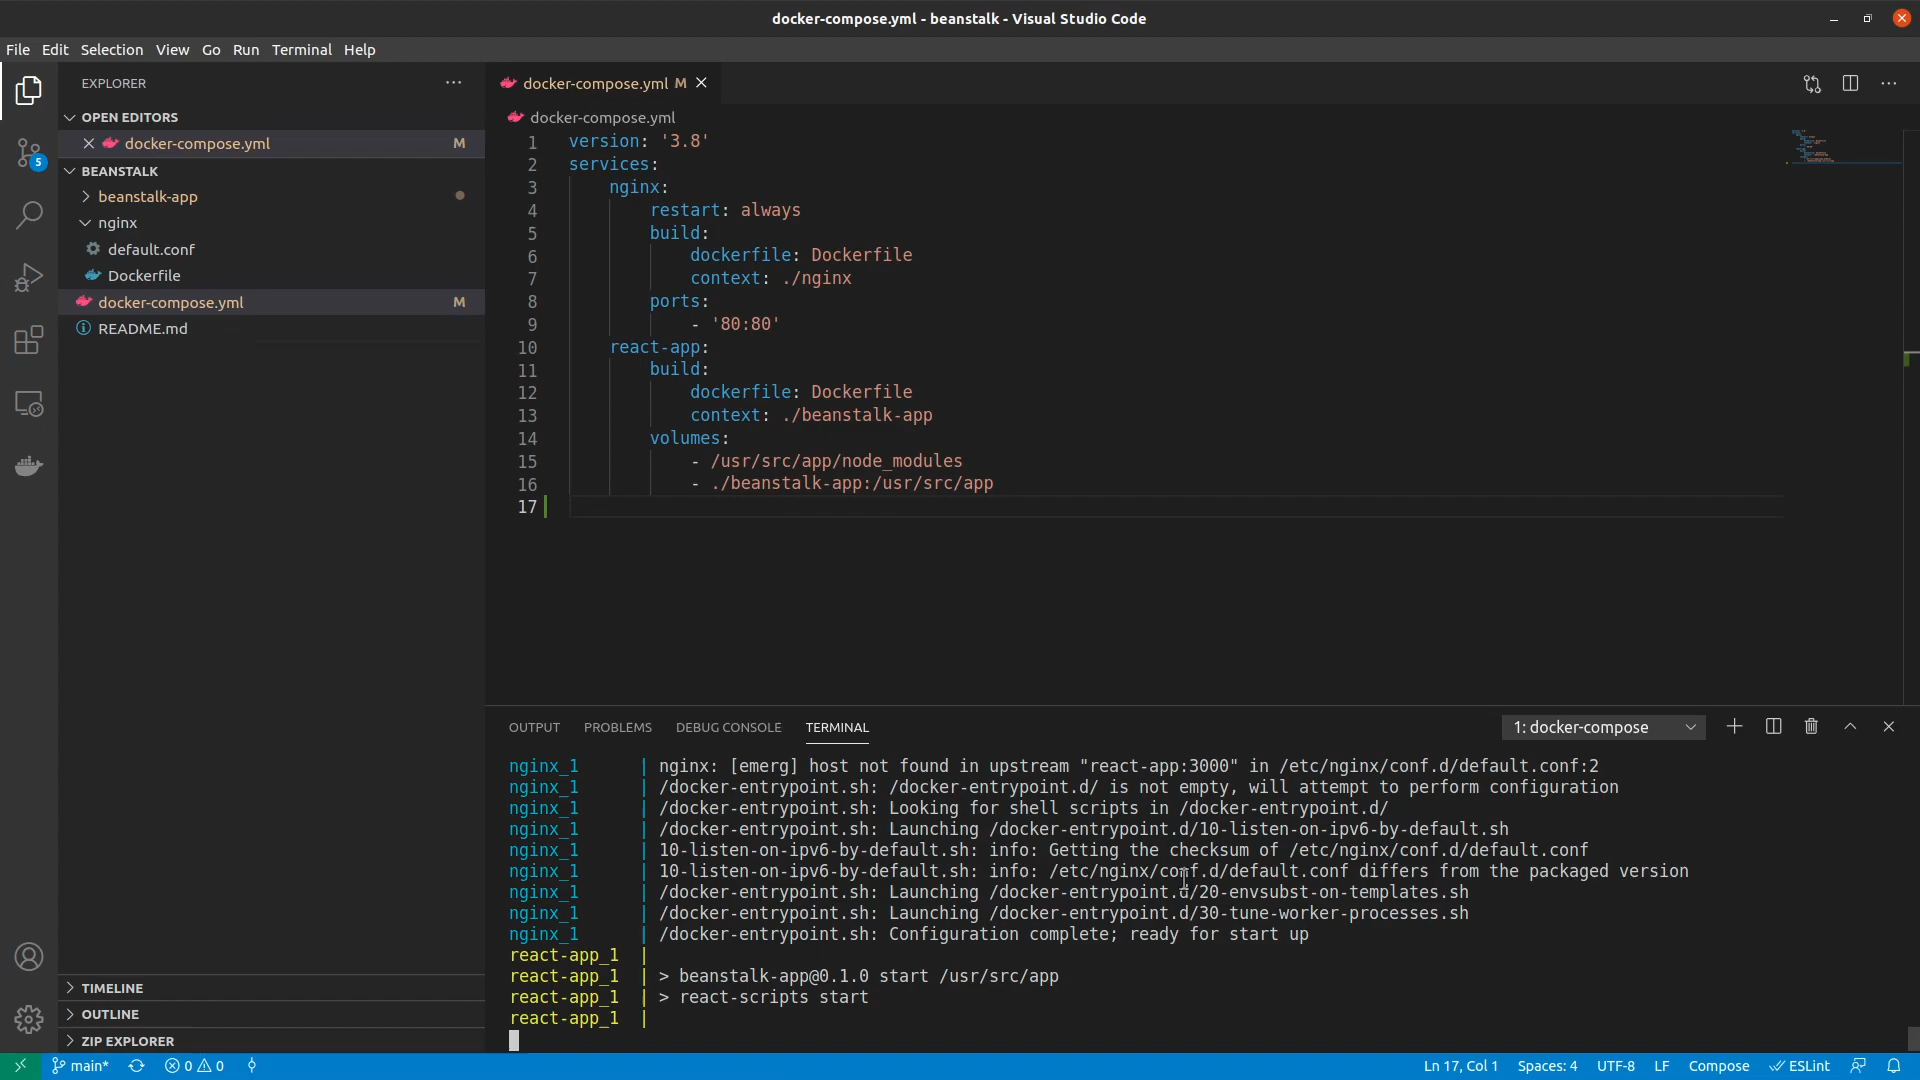 docker-compose.yml - beanstalk - Visual Studio Code
File Edit Selection View Go Run Terminal Help
EXPLORER
OPEN EDITORS
docker-compose.yml M
BEANSTALK
beanstalk-app
nginx
default.conf
Dockerfile
docker-compose.yml M
README.md
5
TIMELINE
OUTLINE
ZIP EXPLORER
docker-compose.yml M
docker-compose.yml
1 version: '3.8'
2 services:
3 nginx:
4 restart: always
5 build:
6 dockerfile: Dockerfile
7 context: ./nginx
8 ports:
9 - '80:80'
10 react-app:
11 build:
12 dockerfile: Dockerfile
13 context: ./beanstalk-app
14 volumes:
15 - /usr/src/app/node_modules
16 - ./beanstalk-app:/usr/src/app
17
OUTPUT PROBLEMS DEBUG CONSOLE TERMINAL 1: docker-compose
nginx_1 | nginx: [emerg] host not found in upstream "react-app:3000" in /etc/nginx/conf.d/default.conf:2
nginx_1 | /docker-entrypoint.sh: /docker-entrypoint.d/ is not empty, will attempt to perform configuration
nginx_1 | /docker-entrypoint.sh: Looking for shell scripts in /docker-entrypoint.d/
nginx_1 | /docker-entrypoint.sh: Launching /docker-entrypoint.d/10-listen-on-ipv6-by-default.sh
nginx_1 | 10-listen-on-ipv6-by-default.sh: info: Getting the checksum of /etc/nginx/conf.d/default.conf
nginx_1 | 10-listen-on-ipv6-by-default.sh: info: /etc/nginx/conf.d/default.conf differs from the packaged version
nginx_1 | /docker-entrypoint.sh: Launching /docker-entrypoint.d/20-envsubst-on-templates.sh
nginx_1 | /docker-entrypoint.sh: Launching /docker-entrypoint.d/30-tune-worker-processes.sh
nginx_1 | /docker-entrypoint.sh: Configuration complete; ready for start up
react-app_1 |
react-app_1 | > beanstalk-app@0.1.0 start /usr/src/app
react-app_1 | > react-scripts start
react-app_1 |
main* 0 0 Ln 17, Col 1 Spaces: 4 UTF-8 LF Compose ESLint